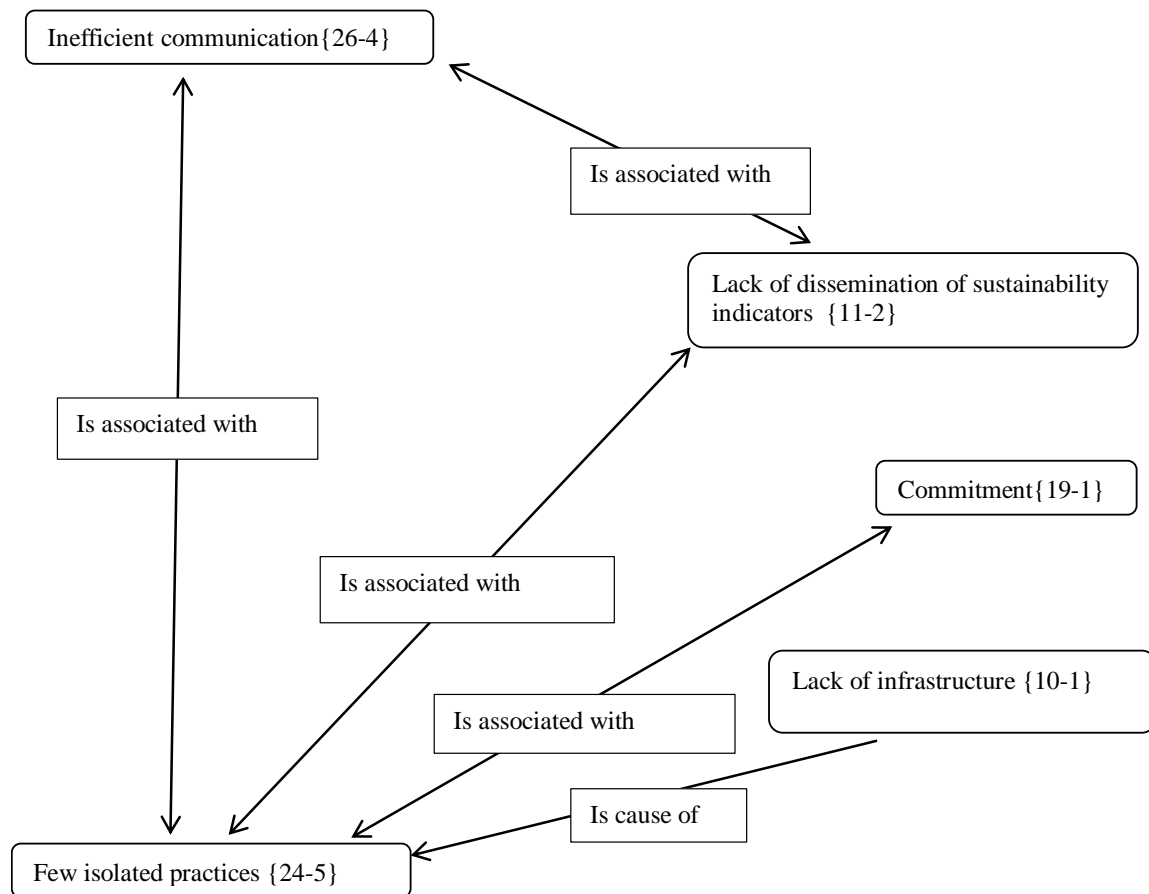 Inefficient communication{26-4}
Is associated with
Lack of dissemination of sustainability
indicators  {11-2}
Is associated with
Commitment{19-1}
Is associated with
Lack of infrastructure {10-1}
Is associated with
Is cause of
Few isolated practices {24-5}